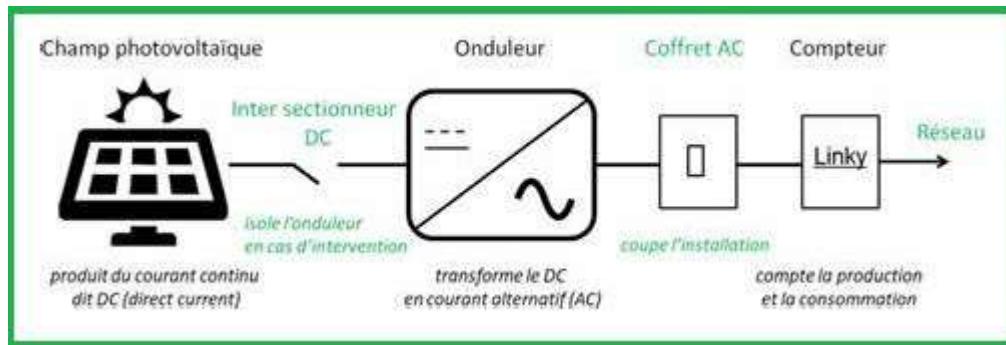 Champ photovoltaïque
Onduleur
Coffret AC
Compteur
Inter sectionneur
DC
Réseau
Linky
isole l'onduleur
en cas d'intervention
coupe l'installation
produit du courant continu
dit DC (direct current)
transforme le DC
en courant alternatif (AC)
compte la production
et la consommation